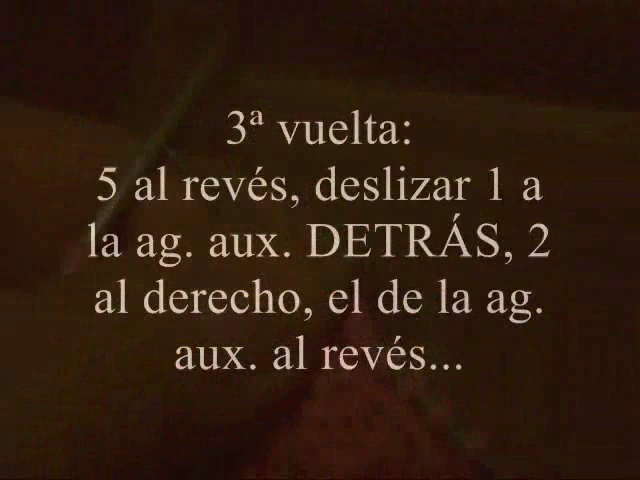 3ª vuelta:
5 al revés, deslizar 1 a
la ag. aux. DETRÁS, 2
al derecho, el de la ag.
aux. al revés...